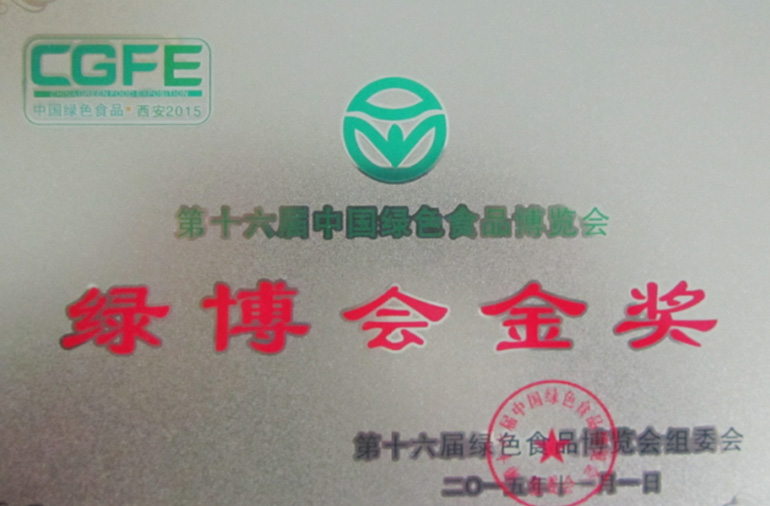 CGFE
CHINA GREEN FOOD EXPOSITION
中国绿色食品 西安2015
第十六届中国绿色食品博览会
绿博会金奖
第十六届绿色食品博览会组委会
二〇一五年十一月一日